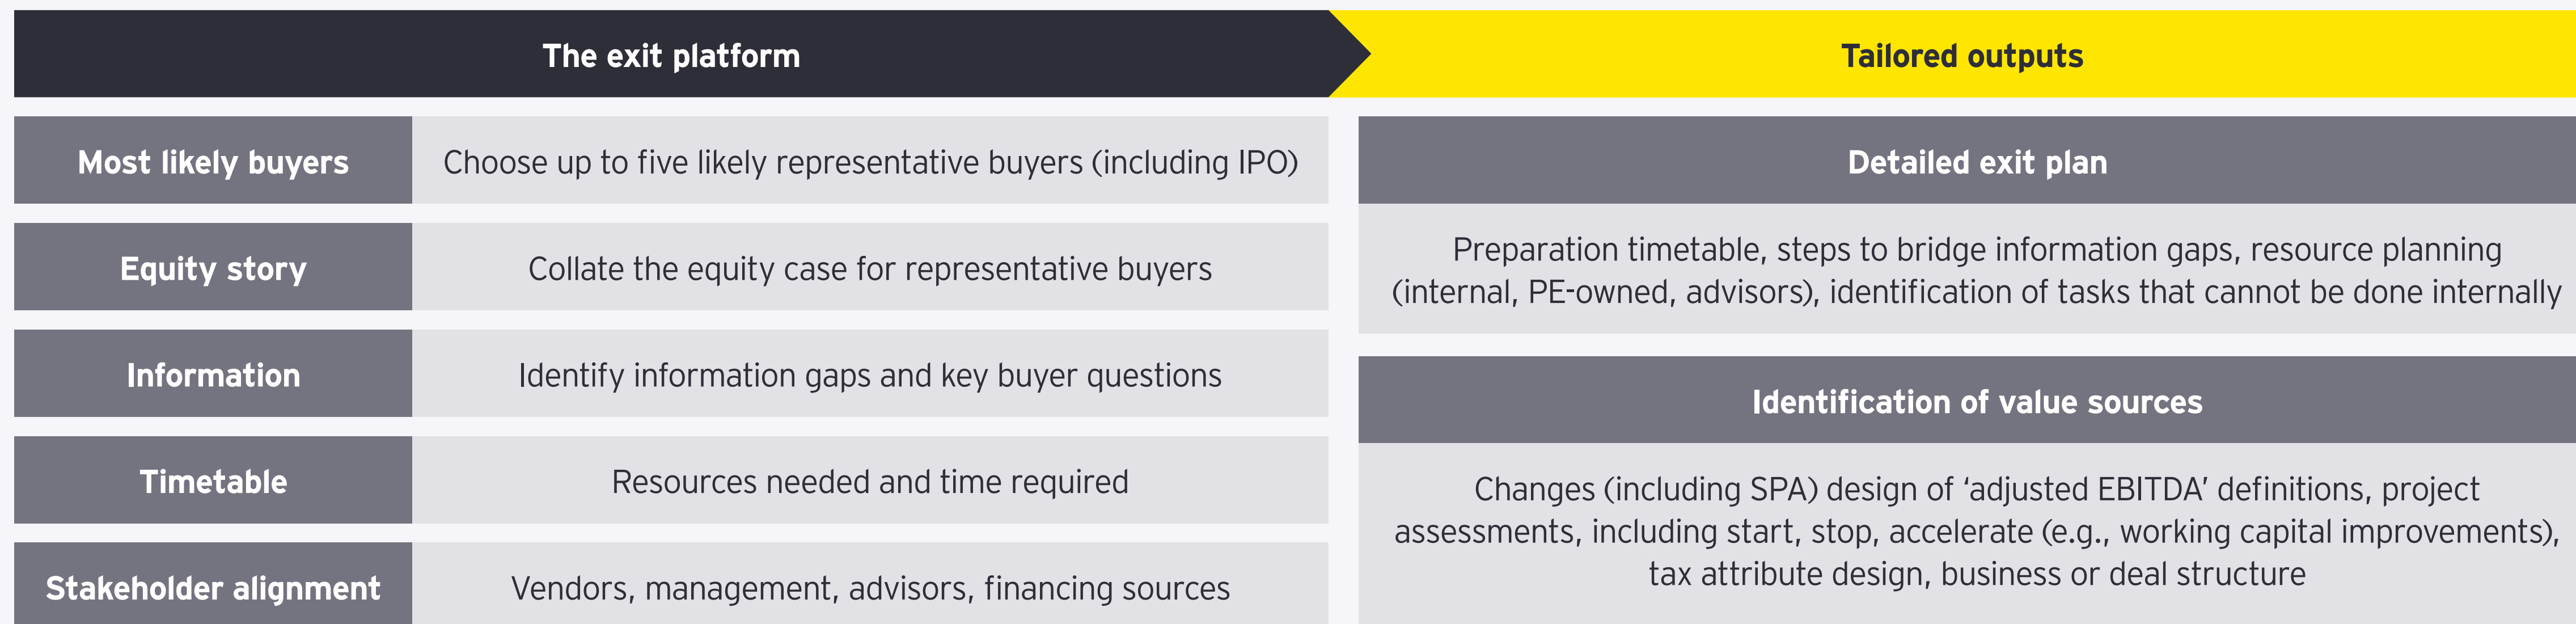 The exit platform
Tailored outputs
Most likely buyers
Choose up to five likely representative buyers (including IPO)
Equity story
Collate the equity case for representative buyers
Information
Identify information gaps and key buyer questions
Timetable
Resources needed and time required
Stakeholder alignment
Vendors, management, advisors, financing sources
Detailed exit plan
Preparation timetable, steps to bridge information gaps, resource planning
(internal, PE-owned, advisors), identification of tasks that cannot be done internally
Identification of value sources
Changes (including SPA) design of ‘adjusted EBITDA’ definitions, project
assessments, including start, stop, accelerate (e.g., working capital improvements),
tax attribute design, business or deal structure